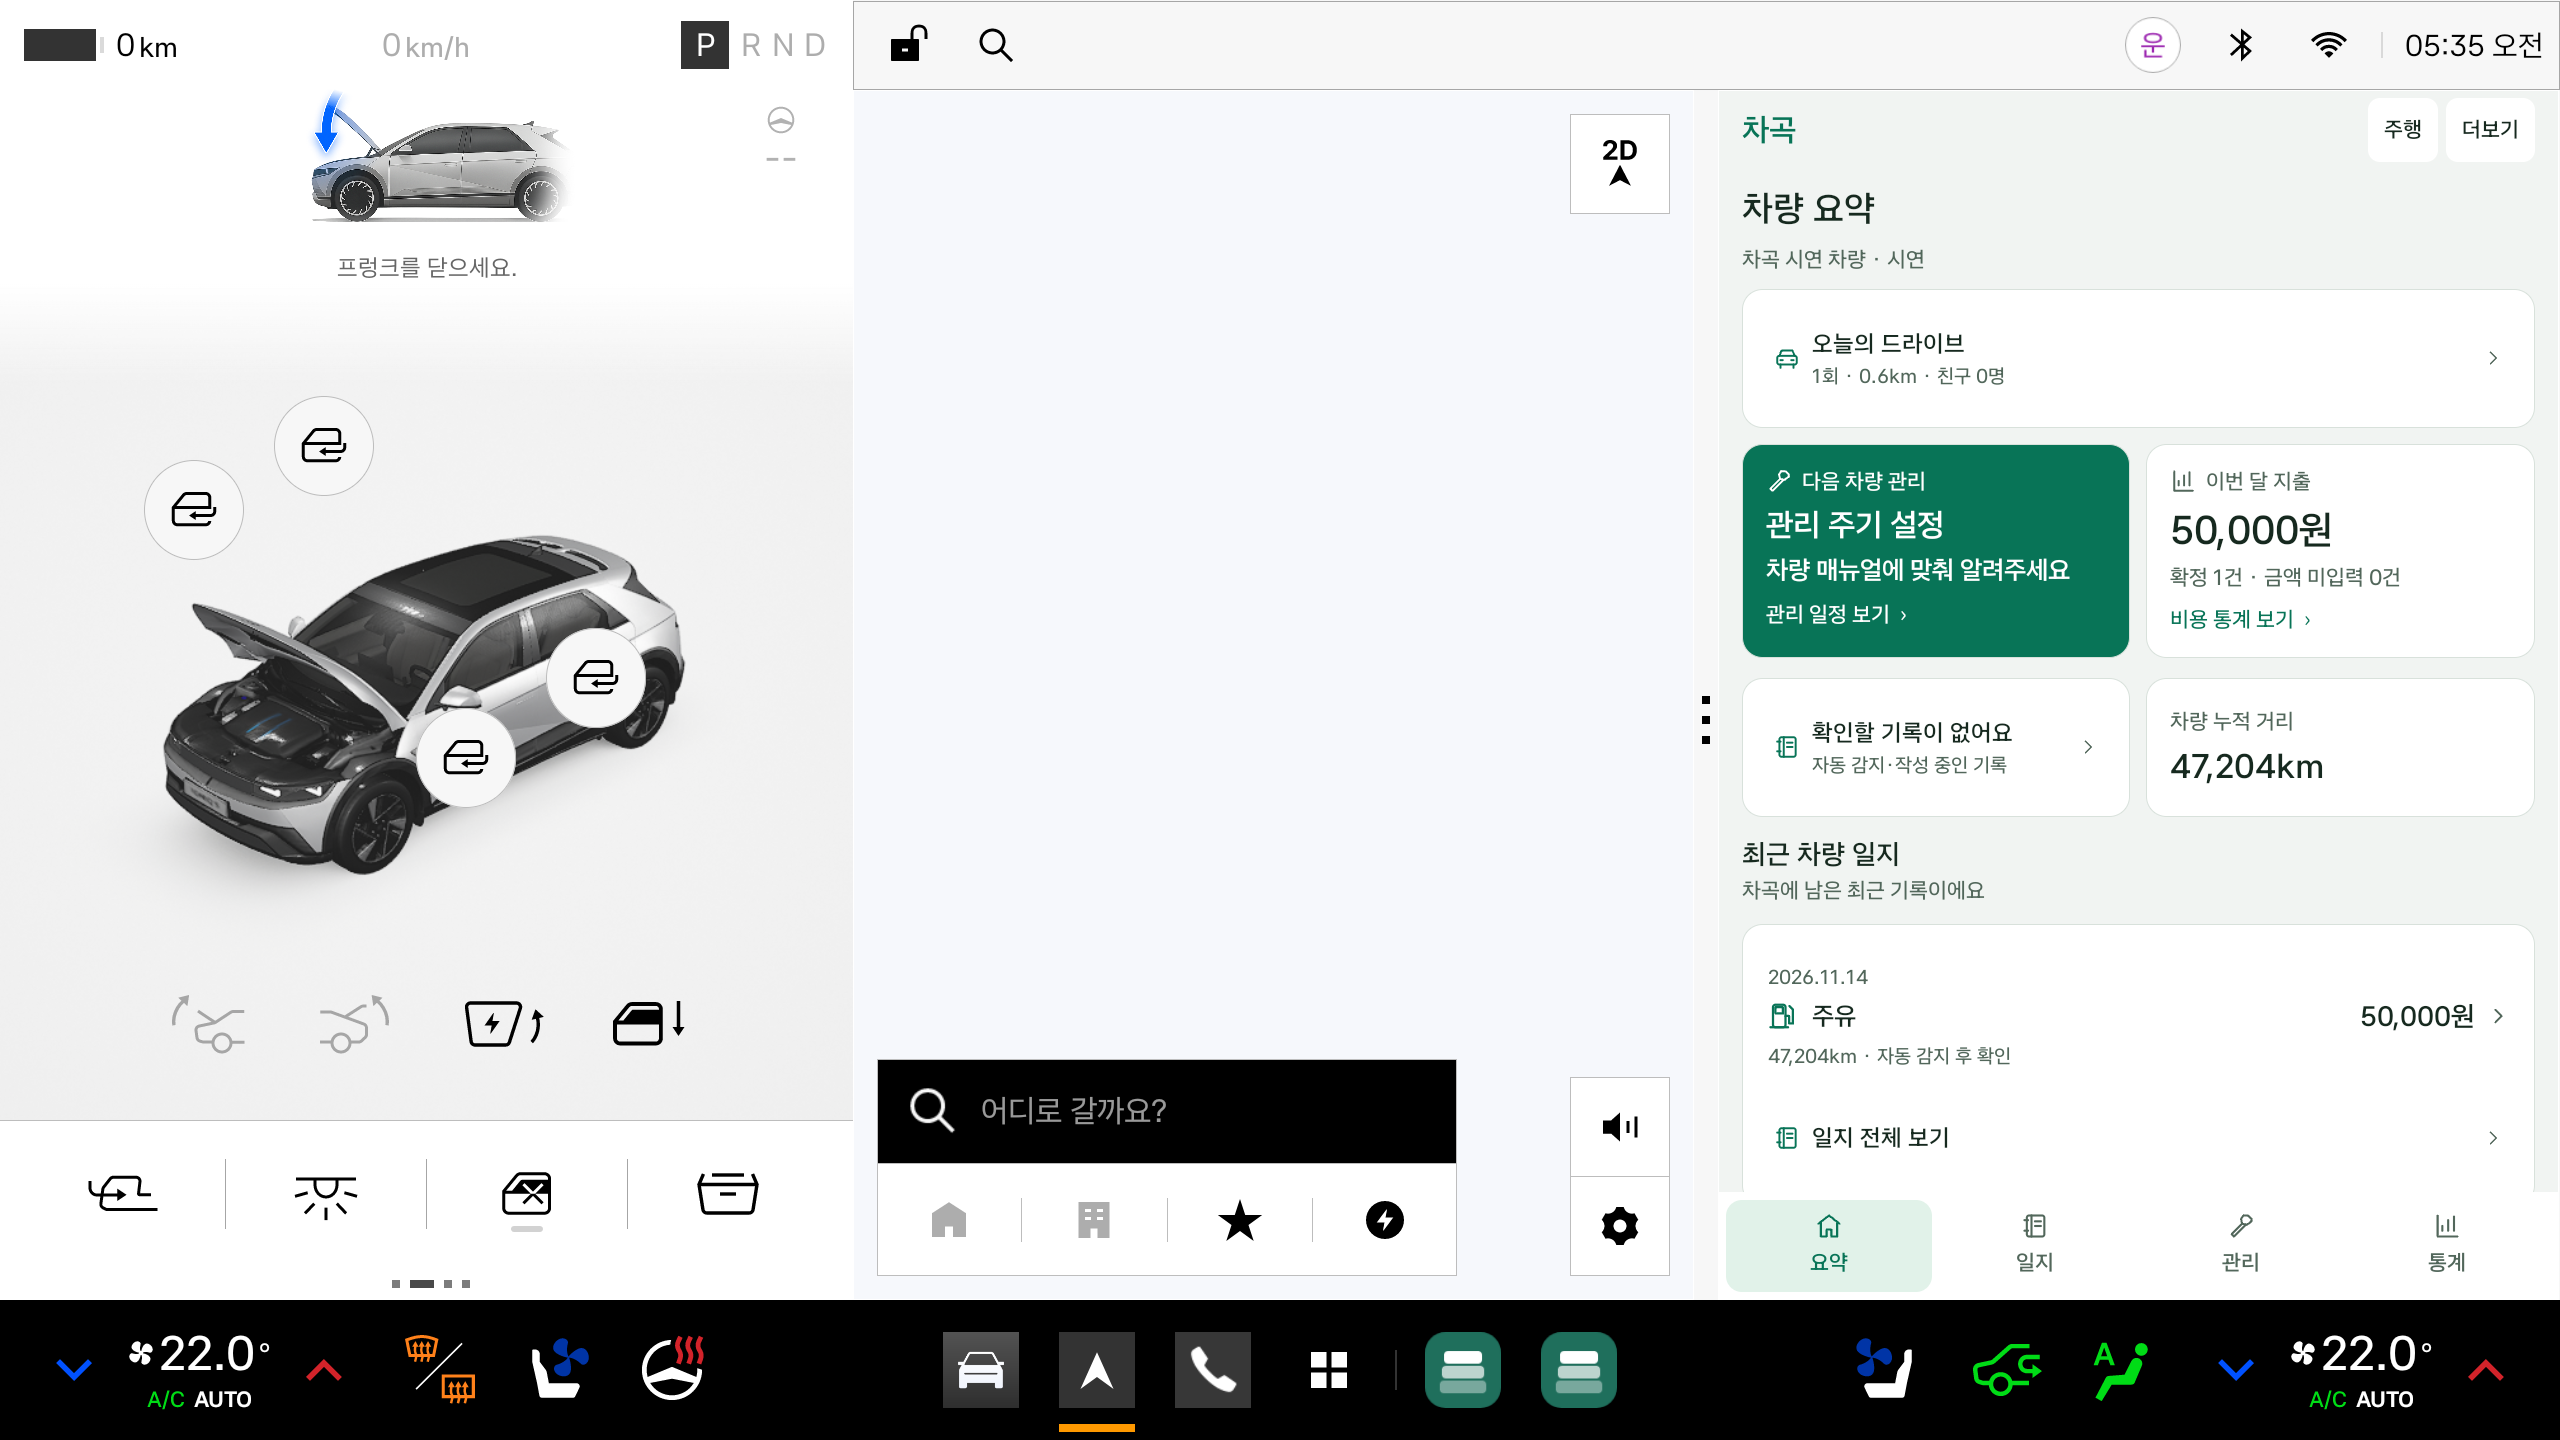 0 km
0 km/h
P R N D
프렁크를 닫으세요.
운
05:35 오전
2D
어디로 갈까요?
차곡
주행
더보기
차량 요약
차곡 시연 차량 · 시연
오늘의 드라이브
1회 · 0.6km · 친구 0명
다음 차량 관리
관리 주기 설정
차량 매뉴얼에 맞춰 알려주세요
관리 일정 보기 ›
이번 달 지출
50,000원
확정 1건 · 금액 미입력 0건
비용 통계 보기 ›
확인할 기록이 없어요
자동 감지·작성 중인 기록
차량 누적 거리
47,204km
최근 차량 일지
차곡에 남은 최근 기록이에요
2026.11.14
주유
50,000원
47,204km · 자동 감지 후 확인
일지 전체 보기
요약
일지
관리
통계
22.0°
A/C AUTO
A
22.0°
A/C AUTO